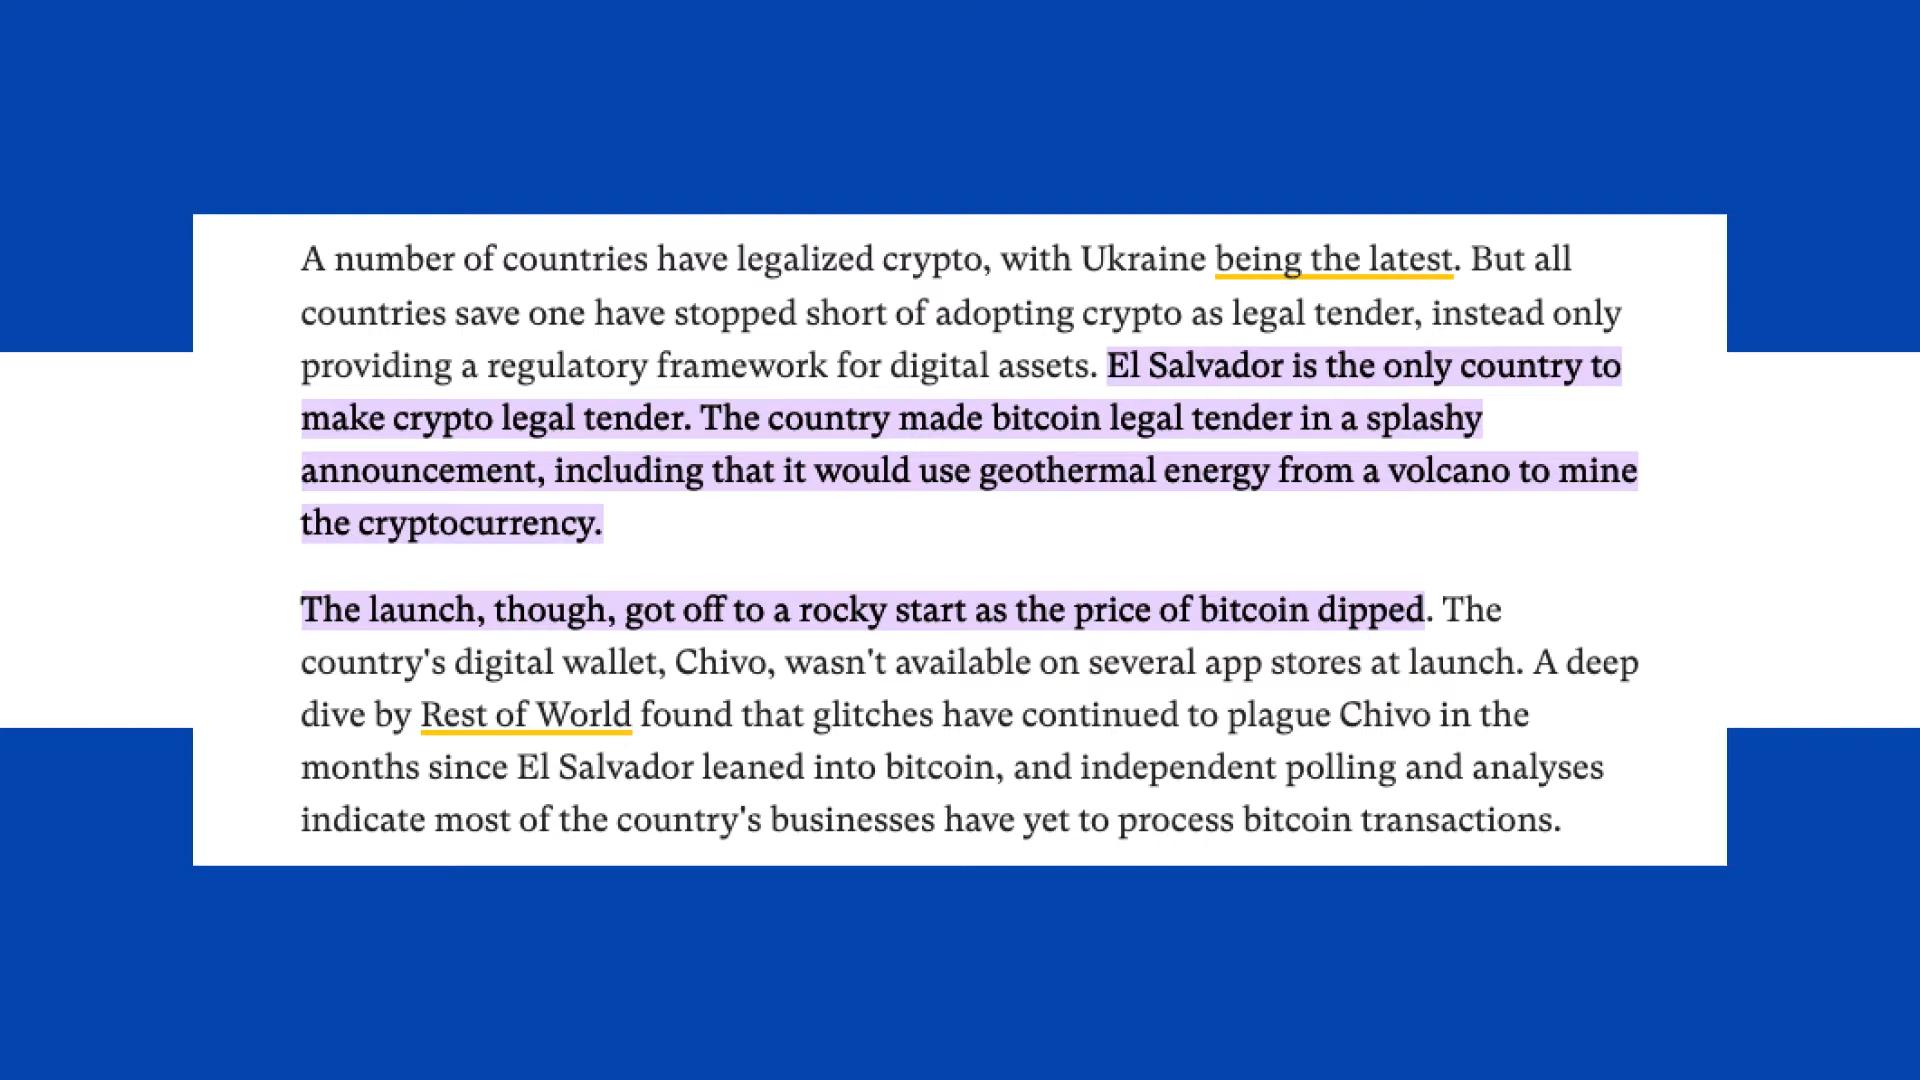 A number of countries have legalized crypto, with Ukraine being the latest. But all
countries save one have stopped short of adopting crypto as legal tender, instead only
providing a regulatory framework for digital assets. El Salvador is the only country to
make crypto legal tender. The country made bitcoin legal tender in a splashy
announcement, including that it would use geothermal energy from a volcano to mine
the cryptocurrency.
The launch, though, got off to a rocky start as the price of bitcoin dipped. The
country's digital wallet, Chivo, wasn't available on several app stores at launch. A deep
dive by Rest of World found that glitches have continued to plague Chivo in the
months since El Salvador leaned into bitcoin, and independent polling and analyses
indicate most of the country's businesses have yet to process bitcoin transactions.